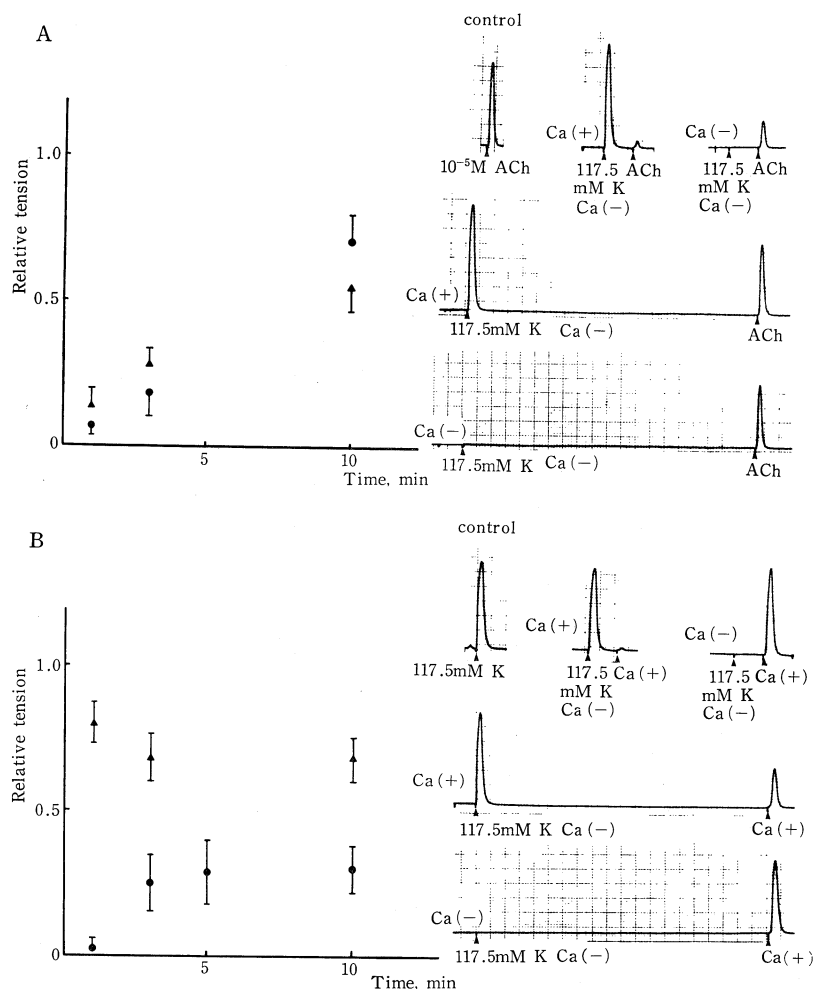 A
control
Relative tension
1.0
0.5
0
5
10
Time, min
10⁻⁵M ACh
Ca(+)
117.5 ACh
mM K
Ca(−)
Ca(−)
117.5 ACh
mM K
Ca(−)
Ca(+)
117.5mM K Ca(−)
ACh
Ca(−)
117.5mM K Ca(−)
ACh
B
control
Relative tension
1.0
0.5
0
5
10
Time, min
117.5mM K
Ca(+)
117.5 Ca(+)
mM K
Ca(−)
Ca(−)
117.5 Ca(+)
mM K
Ca(−)
Ca(+)
117.5mM K Ca(−)
Ca(+)
Ca(−)
117.5mM K Ca(−)
Ca(+)